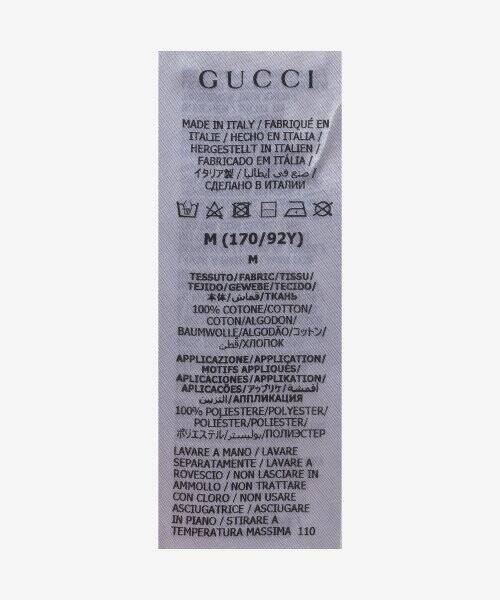 GUCCI
MADE IN ITALY / FABRIQUÉ EN
ITALIE / HECHO EN ITALIA /
HERGESTELLT IN ITALIEN /
FABRICADO EM ITÁLIA /
イタリア製 / صنع في إيطاليا /
СДЕЛАНО В ИТАЛИИ
M (170/92Y)
M
TESSUTO/FABRIC/TISSU/
TEJIDO/GEWEBE/TECIDO/
本体/قماش/ТКАНЬ
100% COTONE/COTTON/
COTON/ALGODON/
BAUMWOLLE/ALGODÃO/コットン/
قطن/ХЛОПОК
APPLICAZIONE/APPLICATION/
MOTIFS APPLIQUÉS/
APLICACIONES/APPLIKATION/
APLICACÕES/アップリケ/أقمشة
التزيين/АППЛИКАЦИЯ
100% POLIESTERE/POLYESTER/
POLIÉSTER/POLIESTER/
ポリエステル/بوليستر/ПОЛИЭСТЕР
LAVARE A MANO / LAVARE
SEPARATAMENTE / LAVARE A
ROVESCIO / NON LASCIARE IN
AMMOLLO / NON TRATTARE
CON CLORO / NON USARE
ASCIUGATRICE / ASCIUGARE
IN PIANO / STIRARE A
TEMPERATURA MASSIMA 110